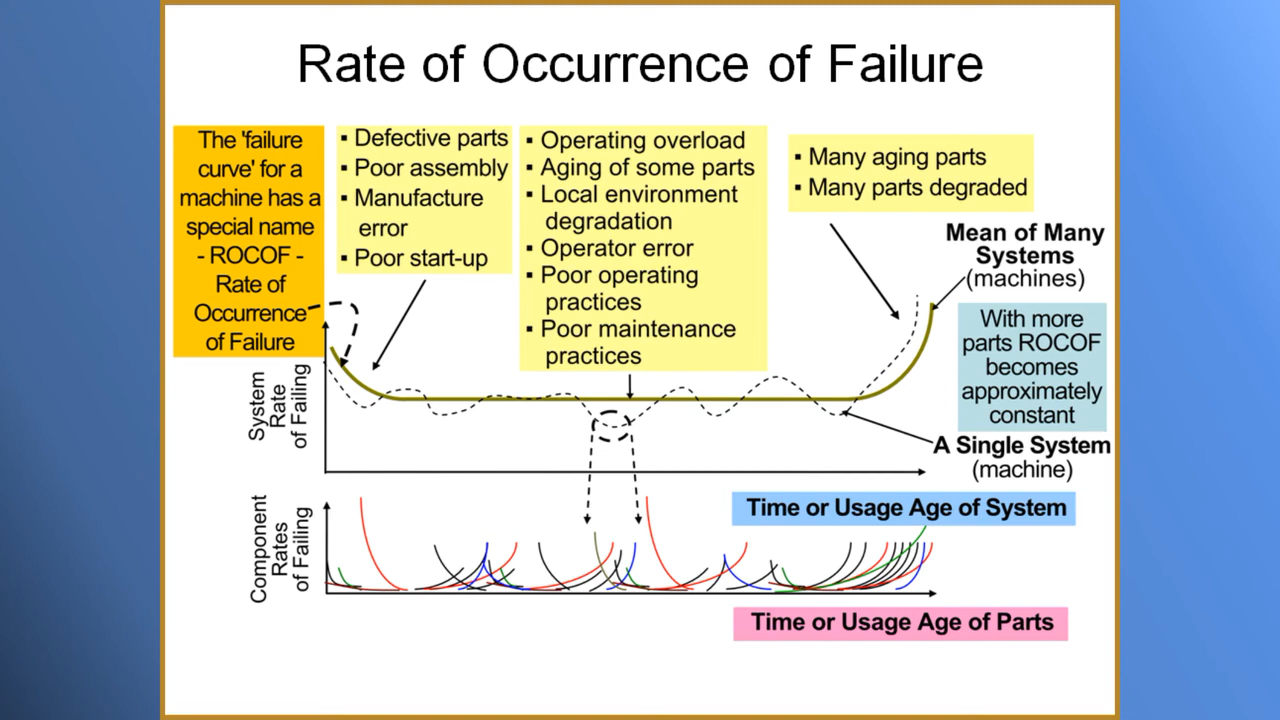 Rate of Occurrence of Failure
The 'failure
curve' for a
machine has a
special name
- ROCOF -
Rate of
Occurrence
of Failure
▪ Defective parts
▪ Poor assembly
▪ Manufacture
error
▪ Poor start-up
▪ Operating overload
▪ Aging of some parts
▪ Local environment
degradation
▪ Operator error
▪ Poor operating
practices
▪ Poor maintenance
practices
▪ Many aging parts
▪ Many parts degraded
Mean of Many
Systems
(machines)
With more
parts ROCOF
becomes
approximately
constant
System
Rate
of Failing
A Single System
(machine)
Time or Usage Age of System
Component
Rates
of Failing
Time or Usage Age of Parts